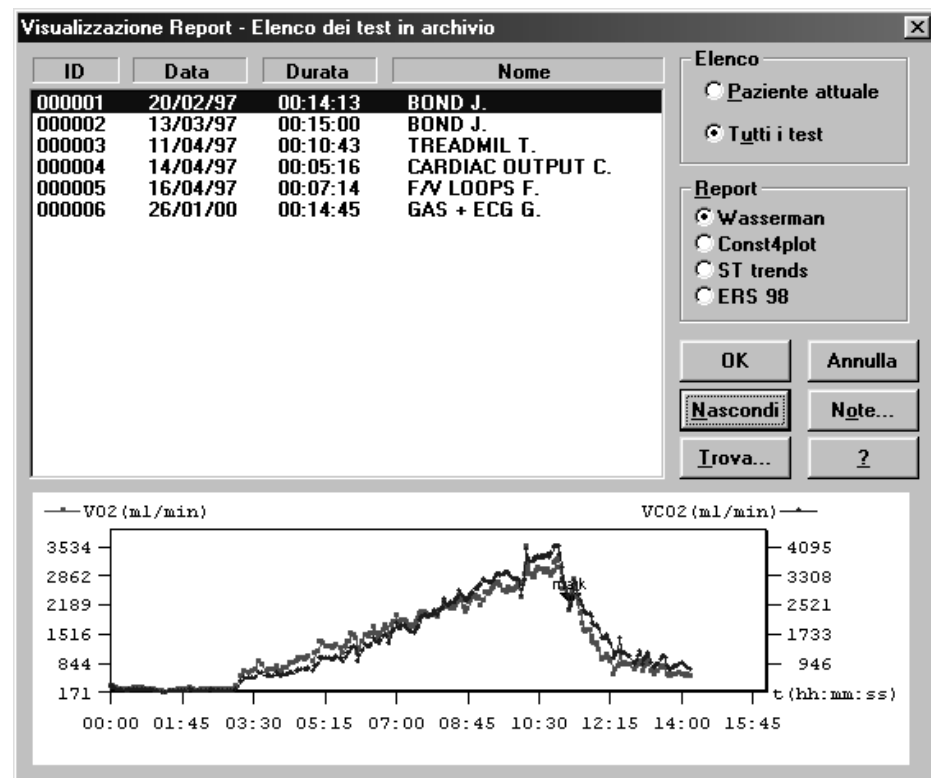 Visualizzazione Report - Elenco dei test in archivio
ID Data Durata Nome
000001 20/02/97 00:14:13 BOND J.
000002 13/03/97 00:15:00 BOND J.
000003 11/04/97 00:10:43 TREADMIL T.
000004 14/04/97 00:05:16 CARDIAC OUTPUT C.
000005 16/04/97 00:07:14 F/V LOOPS F.
000006 26/01/00 00:14:45 GAS + ECG G.
Elenco
Paziente attuale
Tutti i test
Report
Wasserman
Const4plot
ST trends
ERS 98
OK Annulla
Nascondi Note...
Trova... ?
VO2(ml/min) VCO2(ml/min)
3534 4095
2862 3308
mark
2189 2521
1516 1733
844 946
171 t(hh:mm:ss)
00:00 01:45 03:30 05:15 07:00 08:45 10:30 12:15 14:00 15:45